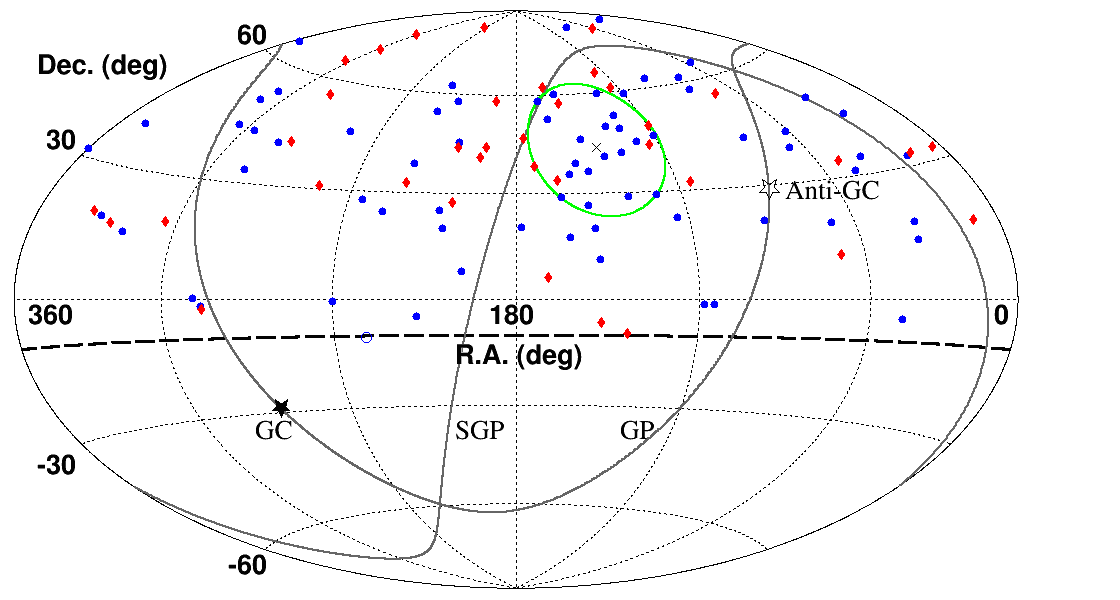 60
Dec. (deg)
30
Anti-GC
360
180
0
R.A. (deg)
GC
SGP
GP
-30
-60